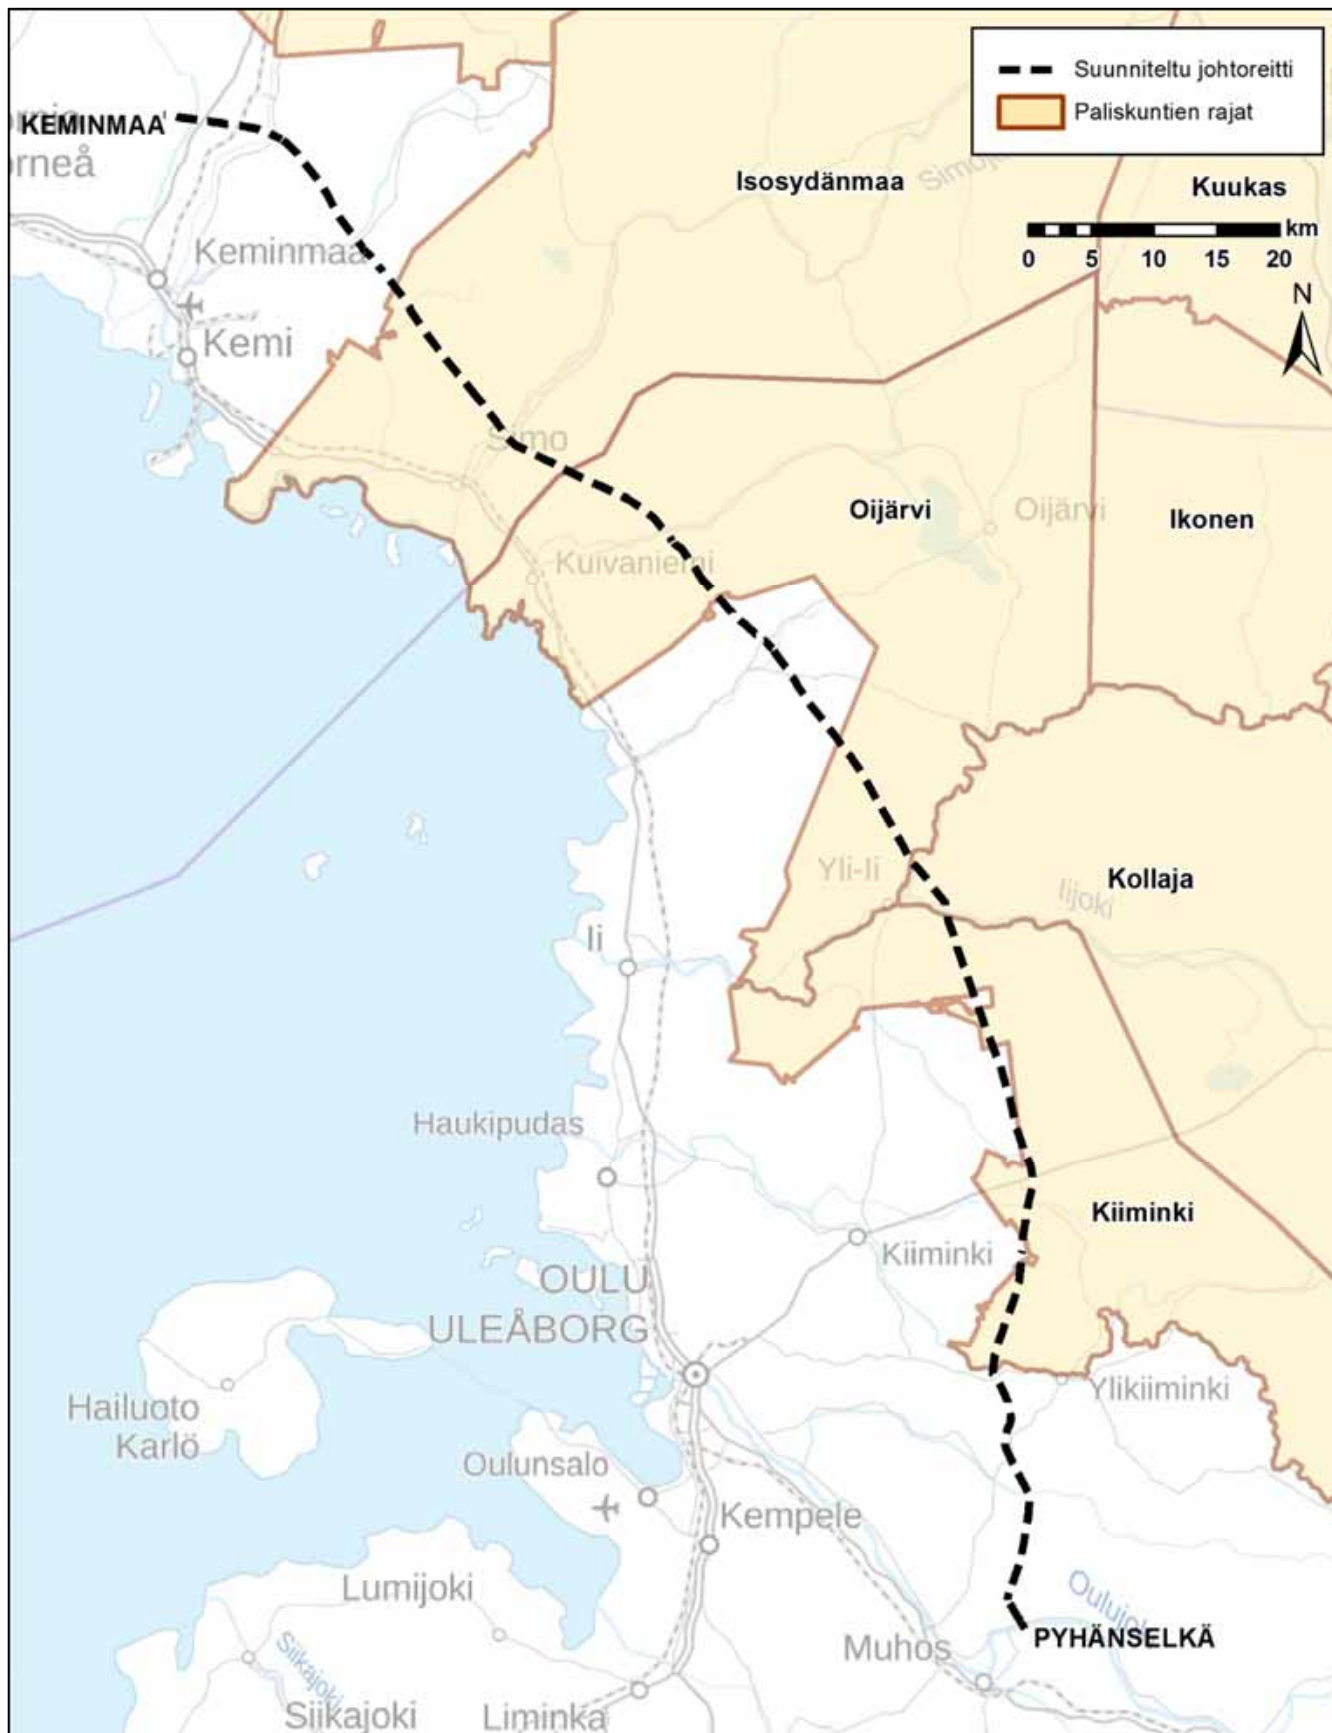 Suunniteltu johtoreitti
Paliskuntien rajat
KEMINMAA
orneå
Isosydänmaa
Kuukas
km
0 5 10 15 20
N
Keminmaa
Kemi
Simo
Oijärvi
Oijärvi
Ikonen
Kuivaniemi
Yli-Ii
Kollaja
Iijoki
Ii
Haukipudas
Kiiminki
Kiiminki
OULU
ULEÅBORG
Hailuoto
Karlö
Ylikiiminki
Oulunsalo
Kempele
Lumijoki
Oulujoki
PYHÄNSELKÄ
Muhos
Siikajoki
Siikajoki
Liminka